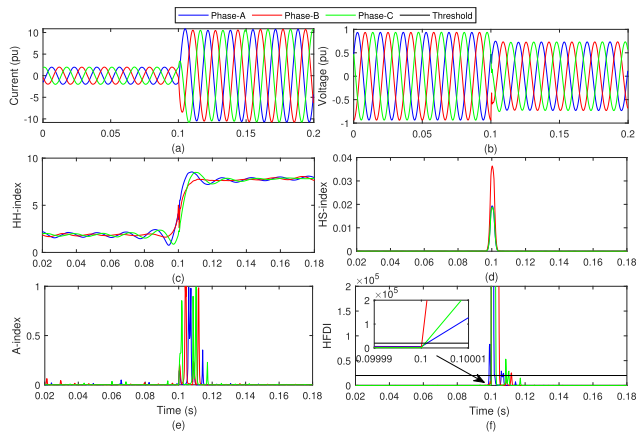 Phase-A Phase-B Phase-C Threshold
Current (pu)
10
5
0
-5
-10
0 0.05 0.1 0.15 0.2
(a)
Voltage (pu)
1
0.5
0
-0.5
-1
0 0.05 0.1 0.15 0.2
(b)
HH-index
10
5
0
0.02 0.04 0.06 0.08 0.1 0.12 0.14 0.16 0.18
(c)
HS-index
0.04
0.03
0.02
0.01
0
0.02 0.04 0.06 0.08 0.1 0.12 0.14 0.16 0.18
(d)
A-index
1
0.5
0
0.02 0.04 0.06 0.08 0.1 0.12 0.14 0.16 0.18
Time (s)
(e)
HFDI
×10⁵
2
1.5
1
0.5
0
×10⁵
2
1
0
0.09999 0.1 0.10001
0.02 0.04 0.06 0.08 0.1 0.12 0.14 0.16 0.18
Time (s)
(f)